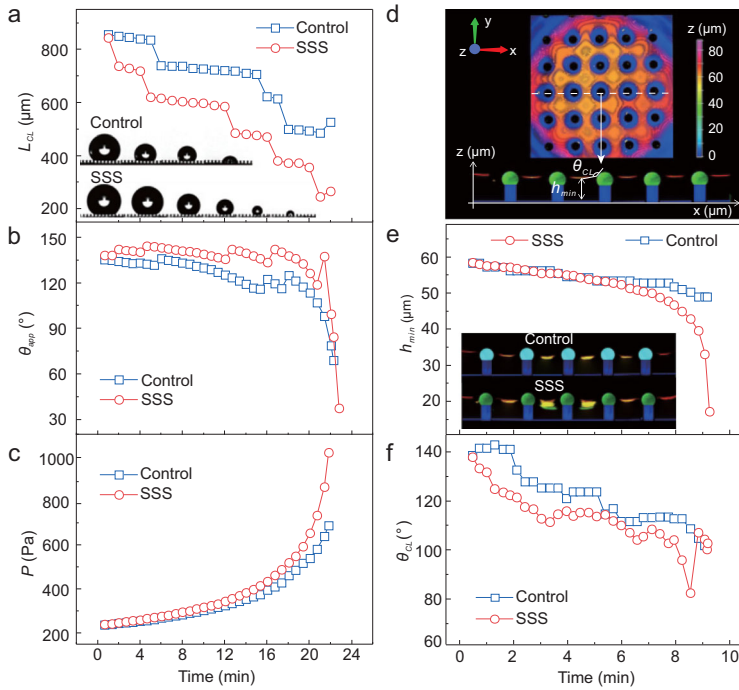 a
Control
SSS
L_CL (μm)
800
600
400
200
Control
SSS
b
θ_app (°)
150
120
90
60
30
Control
SSS
c
P (Pa)
1000
800
600
400
200
Control
SSS
0 4 8 12 16 20 24
Time (min)
d
y
z
x
z (μm)
80
60
40
20
0
z (μm)
θ_CL
h_min
x (μm)
e
SSS
Control
h_min (μm)
60
50
40
30
20
Control
SSS
f
θ_CL (°)
140
120
100
80
60
Control
SSS
0 2 4 6 8 10
Time (min)